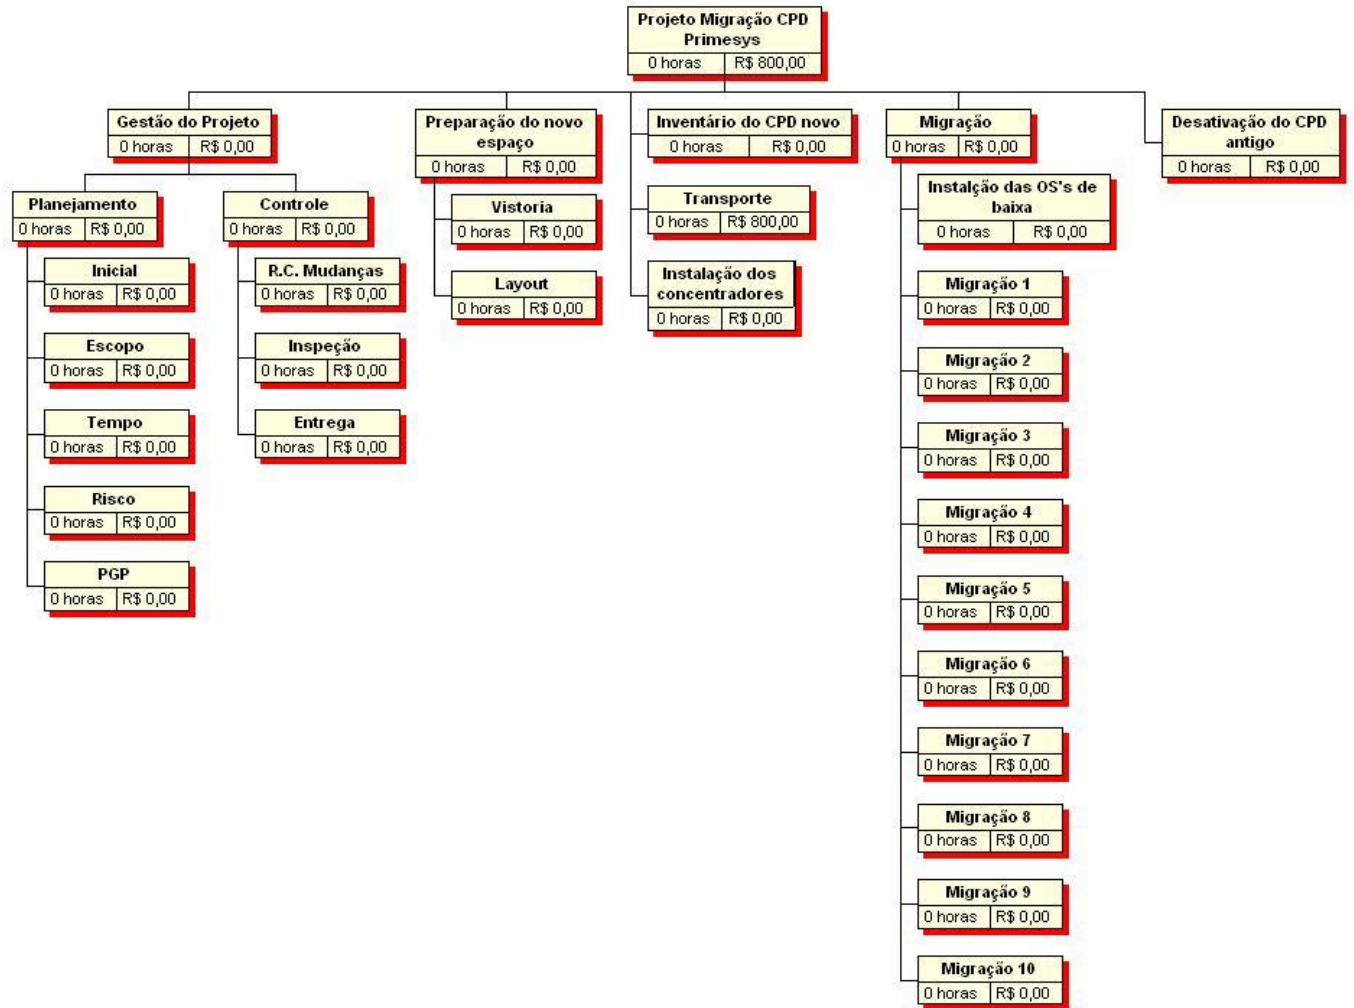 Projeto Migração CPD
Primesys
0 horas R$ 800,00
Gestão do Projeto
0 horas R$ 0,00
Planejamento
0 horas R$ 0,00
Inicial
0 horas R$ 0,00
Escopo
0 horas R$ 0,00
Tempo
0 horas R$ 0,00
Risco
0 horas R$ 0,00
PGP
0 horas R$ 0,00
Controle
0 horas R$ 0,00
R.C. Mudanças
0 horas R$ 0,00
Inspeção
0 horas R$ 0,00
Entrega
0 horas R$ 0,00
Preparação do novo
espaço
0 horas R$ 0,00
Vistoria
0 horas R$ 0,00
Layout
0 horas R$ 0,00
Inventário do CPD novo
0 horas R$ 0,00
Transporte
0 horas R$ 800,00
Instalação dos
concentradores
0 horas R$ 0,00
Migração
0 horas R$ 0,00
Instalção das OS's de
baixa
0 horas R$ 0,00
Migração 1
0 horas R$ 0,00
Migração 2
0 horas R$ 0,00
Migração 3
0 horas R$ 0,00
Migração 4
0 horas R$ 0,00
Migração 5
0 horas R$ 0,00
Migração 6
0 horas R$ 0,00
Migração 7
0 horas R$ 0,00
Migração 8
0 horas R$ 0,00
Migração 9
0 horas R$ 0,00
Migração 10
0 horas R$ 0,00
Desativação do CPD
antigo
0 horas R$ 0,00